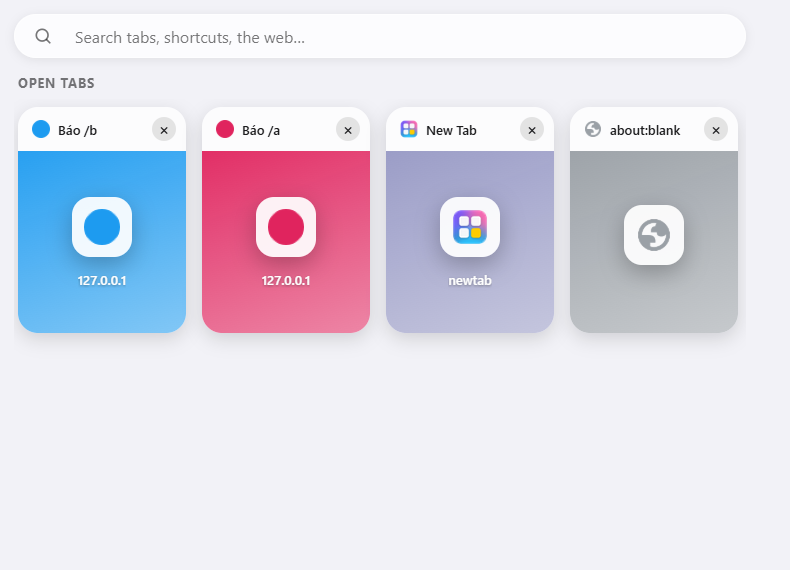 Search tabs, shortcuts, the web...
OPEN TABS
Báo /b
Báo /a
New Tab
about:blank
127.0.0.1
127.0.0.1
newtab